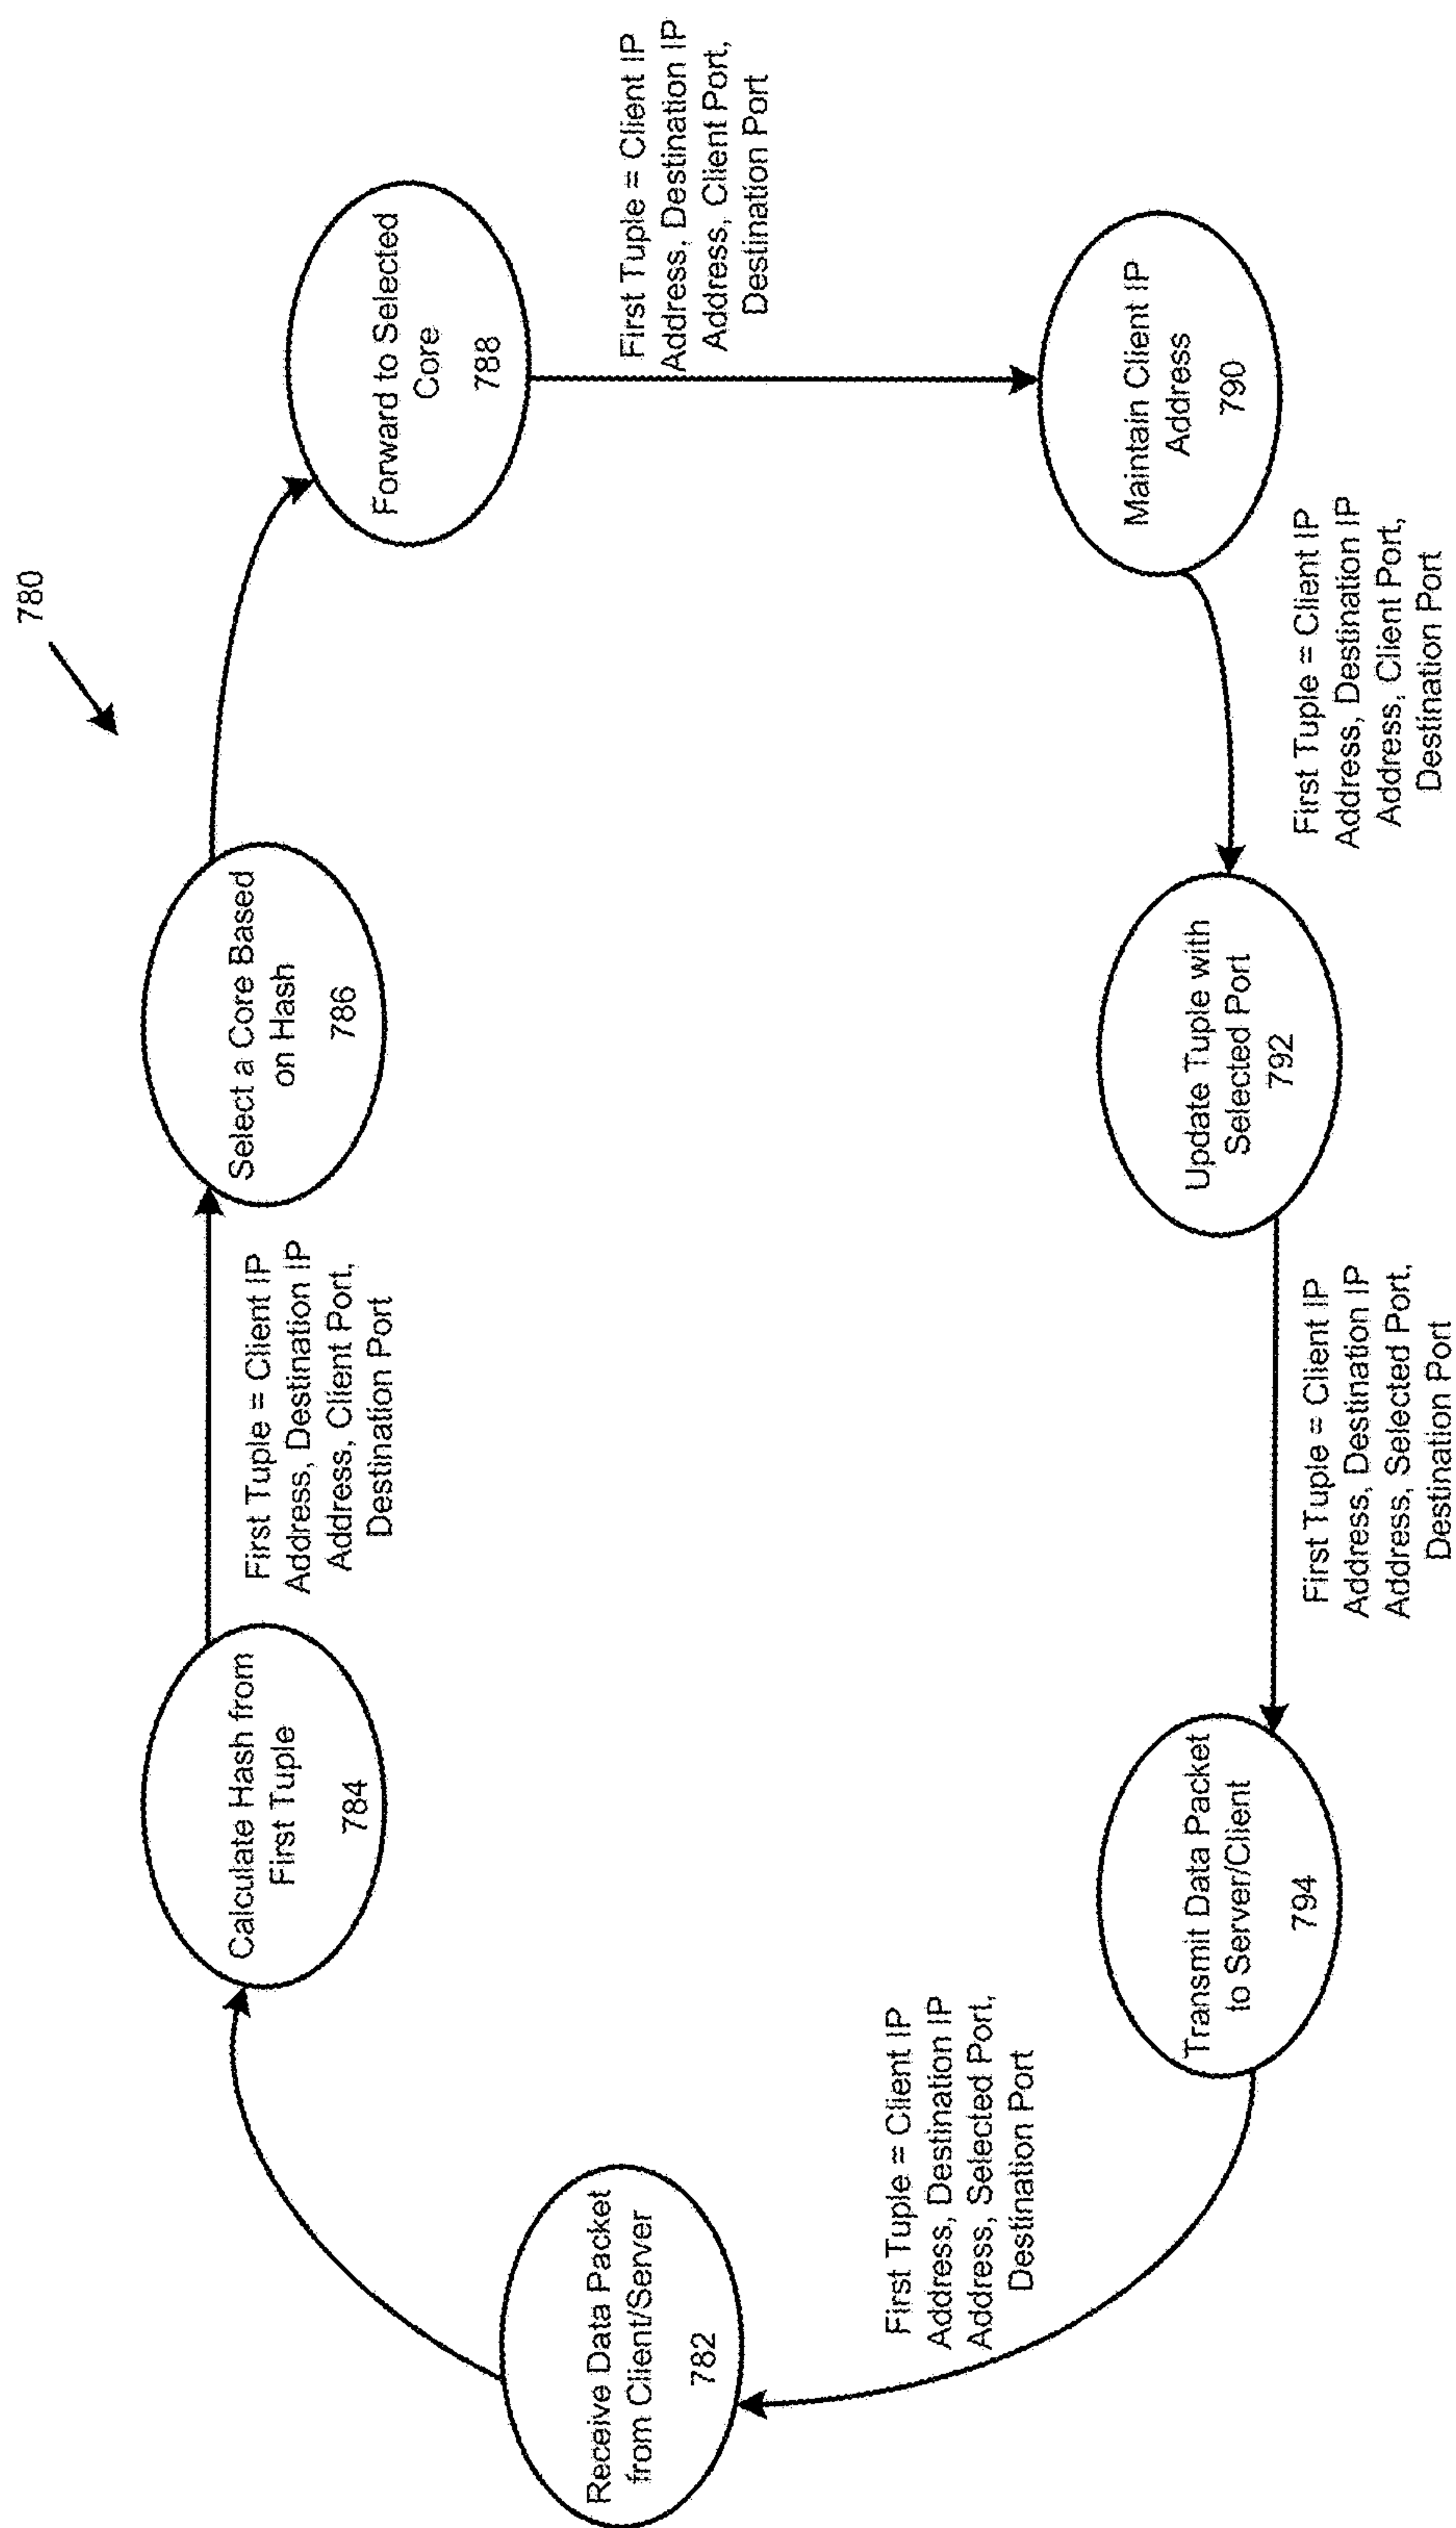 780
Receive Data Packet
from Client/Server
782
Calculate Hash from
First Tuple
784
First Tuple = Client IP
Address, Destination IP
Address, Client Port,
Destination Port
Select a Core Based
on Hash
786
Forward to Selected
Core
788
First Tuple = Client IP
Address, Destination IP
Address, Client Port,
Destination Port
Maintain Client IP
Address
790
First Tuple = Client IP
Address, Destination IP
Address, Client Port,
Destination Port
Update Tuple with
Selected Port
792
First Tuple = Client IP
Address, Destination IP
Address, Selected Port,
Destination Port
Transmit Data Packet
to Server/Client
794
First Tuple = Client IP
Address, Destination IP
Address, Selected Port,
Destination Port